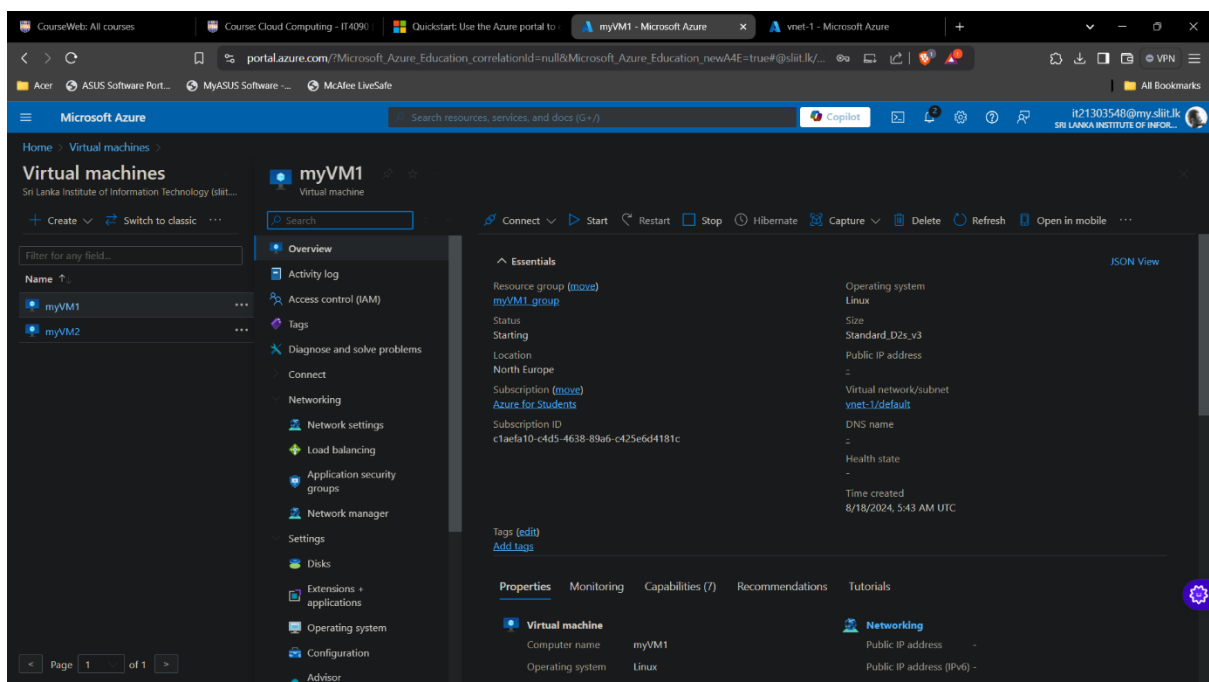 CourseWeb: All courses
Course: Cloud Computing - IT4090
Quickstart: Use the Azure portal to
myVM1 - Microsoft Azure
vnet-1 - Microsoft Azure
portal.azure.com/?Microsoft_Azure_Education_correlationId=null&Microsoft_Azure_Education_newA4E=true#@sliit.lk/...
VPN
Acer
ASUS Software Port...
MyASUS Software -...
McAfee LiveSafe
All Bookmarks
Microsoft Azure
Search resources, services, and docs (G+/)
Copilot
2
it21303548@my.sliit.lk
SRI LANKA INSTITUTE OF INFOR...
Home > Virtual machines >
Virtual machines
Sri Lanka Institute of Information Technology (sliit....
Create
Switch to classic
...
Filter for any field...
Name ↑
myVM1
...
myVM2
...
< Page 1 of 1 >
myVM1
Virtual machine
Search
Overview
Activity log
Access control (IAM)
Tags
Diagnose and solve problems
Connect
Networking
Network settings
Load balancing
Application security
groups
Network manager
Settings
Disks
Extensions +
applications
Operating system
Configuration
Advisor
Connect
Start
Restart
Stop
Hibernate
Capture
Delete
Refresh
Open in mobile
...
Essentials
JSON View
Resource group (move)
myVM1_group
Status
Starting
Location
North Europe
Subscription (move)
Azure for Students
Subscription ID
c1aefa10-c4d5-4638-89a6-c425e6d4181c
Operating system
Linux
Size
Standard_D2s_v3
Public IP address
-
Virtual network/subnet
vnet-1/default
DNS name
-
Health state
-
Time created
8/18/2024, 5:43 AM UTC
Tags (edit)
Add tags
Properties
Monitoring
Capabilities (7)
Recommendations
Tutorials
Virtual machine
Computer name myVM1
Operating system Linux
Networking
Public IP address -
Public IP address (IPv6) -